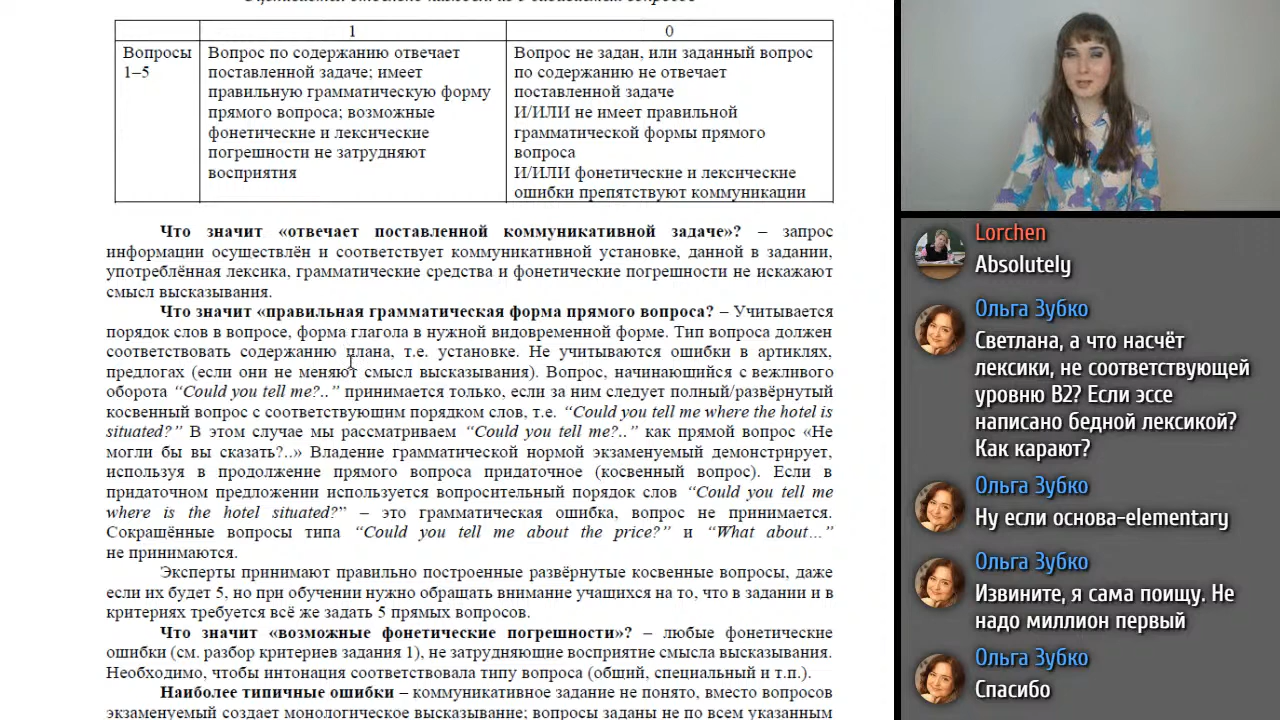 1
0
Вопросы
1–5
Вопрос по содержанию отвечает
поставленной задаче; имеет
правильную грамматическую форму
прямого вопроса; возможные
фонетические и лексические
погрешности не затрудняют
восприятия
Вопрос не задан, или заданный вопрос
по содержанию не отвечает
поставленной задаче
И/ИЛИ не имеет правильной
грамматической формы прямого
вопроса
И/ИЛИ фонетические и лексические
ошибки препятствуют коммуникации
Что значит «отвечает поставленной коммуникативной задаче»? – запрос
информации осуществлён и соответствует коммуникативной установке, данной в задании,
употреблённая лексика, грамматические средства и фонетические погрешности не искажают
смысл высказывания.
Что значит «правильная грамматическая форма прямого вопроса? – Учитывается
порядок слов в вопросе, форма глагола в нужной видовременной форме. Тип вопроса должен
соответствовать содержанию плана, т.е. установке. Не учитываются ошибки в артиклях,
предлогах (если они не меняют смысл высказывания). Вопрос, начинающийся с вежливого
оборота “Could you tell me?..” принимается только, если за ним следует полный/развёрнутый
косвенный вопрос с соответствующим порядком слов, т.е. “Could you tell me where the hotel is
situated?” В этом случае мы рассматриваем “Could you tell me?..” как прямой вопрос «Не
могли бы вы сказать?..» Владение грамматической нормой экзаменуемый демонстрирует,
используя в продолжение прямого вопроса придаточное (косвенный вопрос). Если в
придаточном предложении используется вопросительный порядок слов “Could you tell me
where is the hotel situated?” – это грамматическая ошибка, вопрос не принимается.
Сокращённые вопросы типа “Could you tell me about the price?” и “What about…”
не принимаются.
Эксперты принимают правильно построенные развёрнутые косвенные вопросы, даже
если их будет 5, но при обучении нужно обращать внимание учащихся на то, что в задании и в
критериях требуется всё же задать 5 прямых вопросов.
Что значит «возможные фонетические погрешности»? – любые фонетические
ошибки (см. разбор критериев задания 1), не затрудняющие восприятие смысла высказывания.
Необходимо, чтобы интонация соответствовала типу вопроса (общий, специальный и т.п.).
Наиболее типичные ошибки – коммуникативное задание не понято, вместо вопросов
экзаменуемый создает монологическое высказывание; вопросы заданы не по всем указанным
Lorchen
Absolutely
Ольга Зубко
Светлана, а что насчёт
лексики, не соответствующей
уровню B2? Если эссе
написано бедной лексикой?
Как карают?
Ольга Зубко
Ну если основа-elementary
Ольга Зубко
Извините, я сама поищу. Не
надо миллион первый
Ольга Зубко
Спасибо